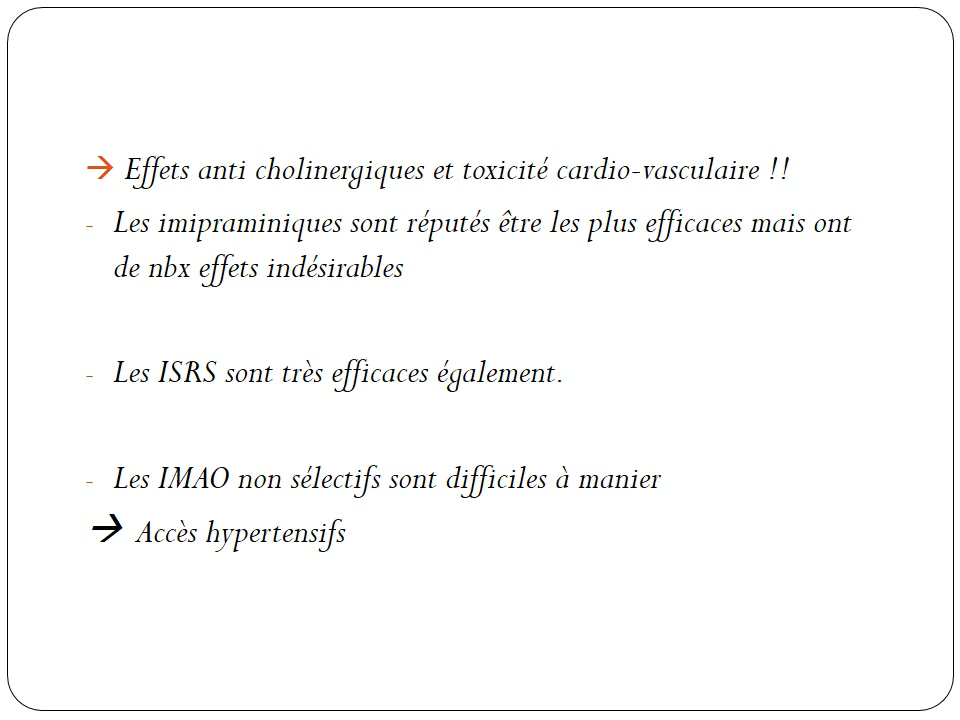 → Effets anti cholinergiques et toxicité cardio-vasculaire !!
- Les imipraminiques sont réputés être les plus efficaces mais ont
de nbx effets indésirables
- Les ISRS sont très efficaces également.
- Les IMAO non sélectifs sont difficiles à manier
→ Accès hypertensifs